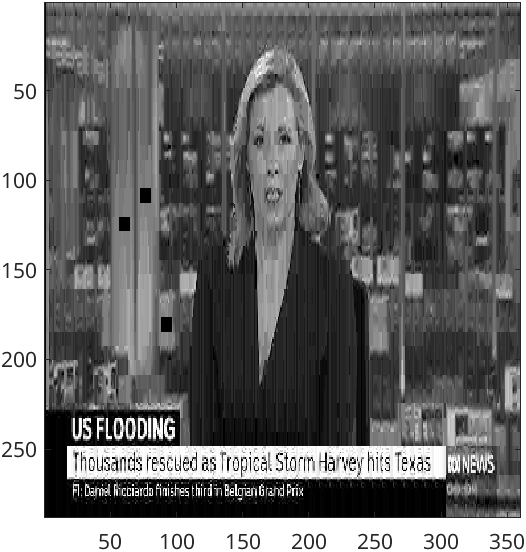 50
100
150
200
250
US FLOODING
Thousands rescued as Tropical Storm Harvey hits Texas
NEWS
F1: Daniel Ricciardo finishes third in Belgian Grand Prix
50 100 150 200 250 300 350